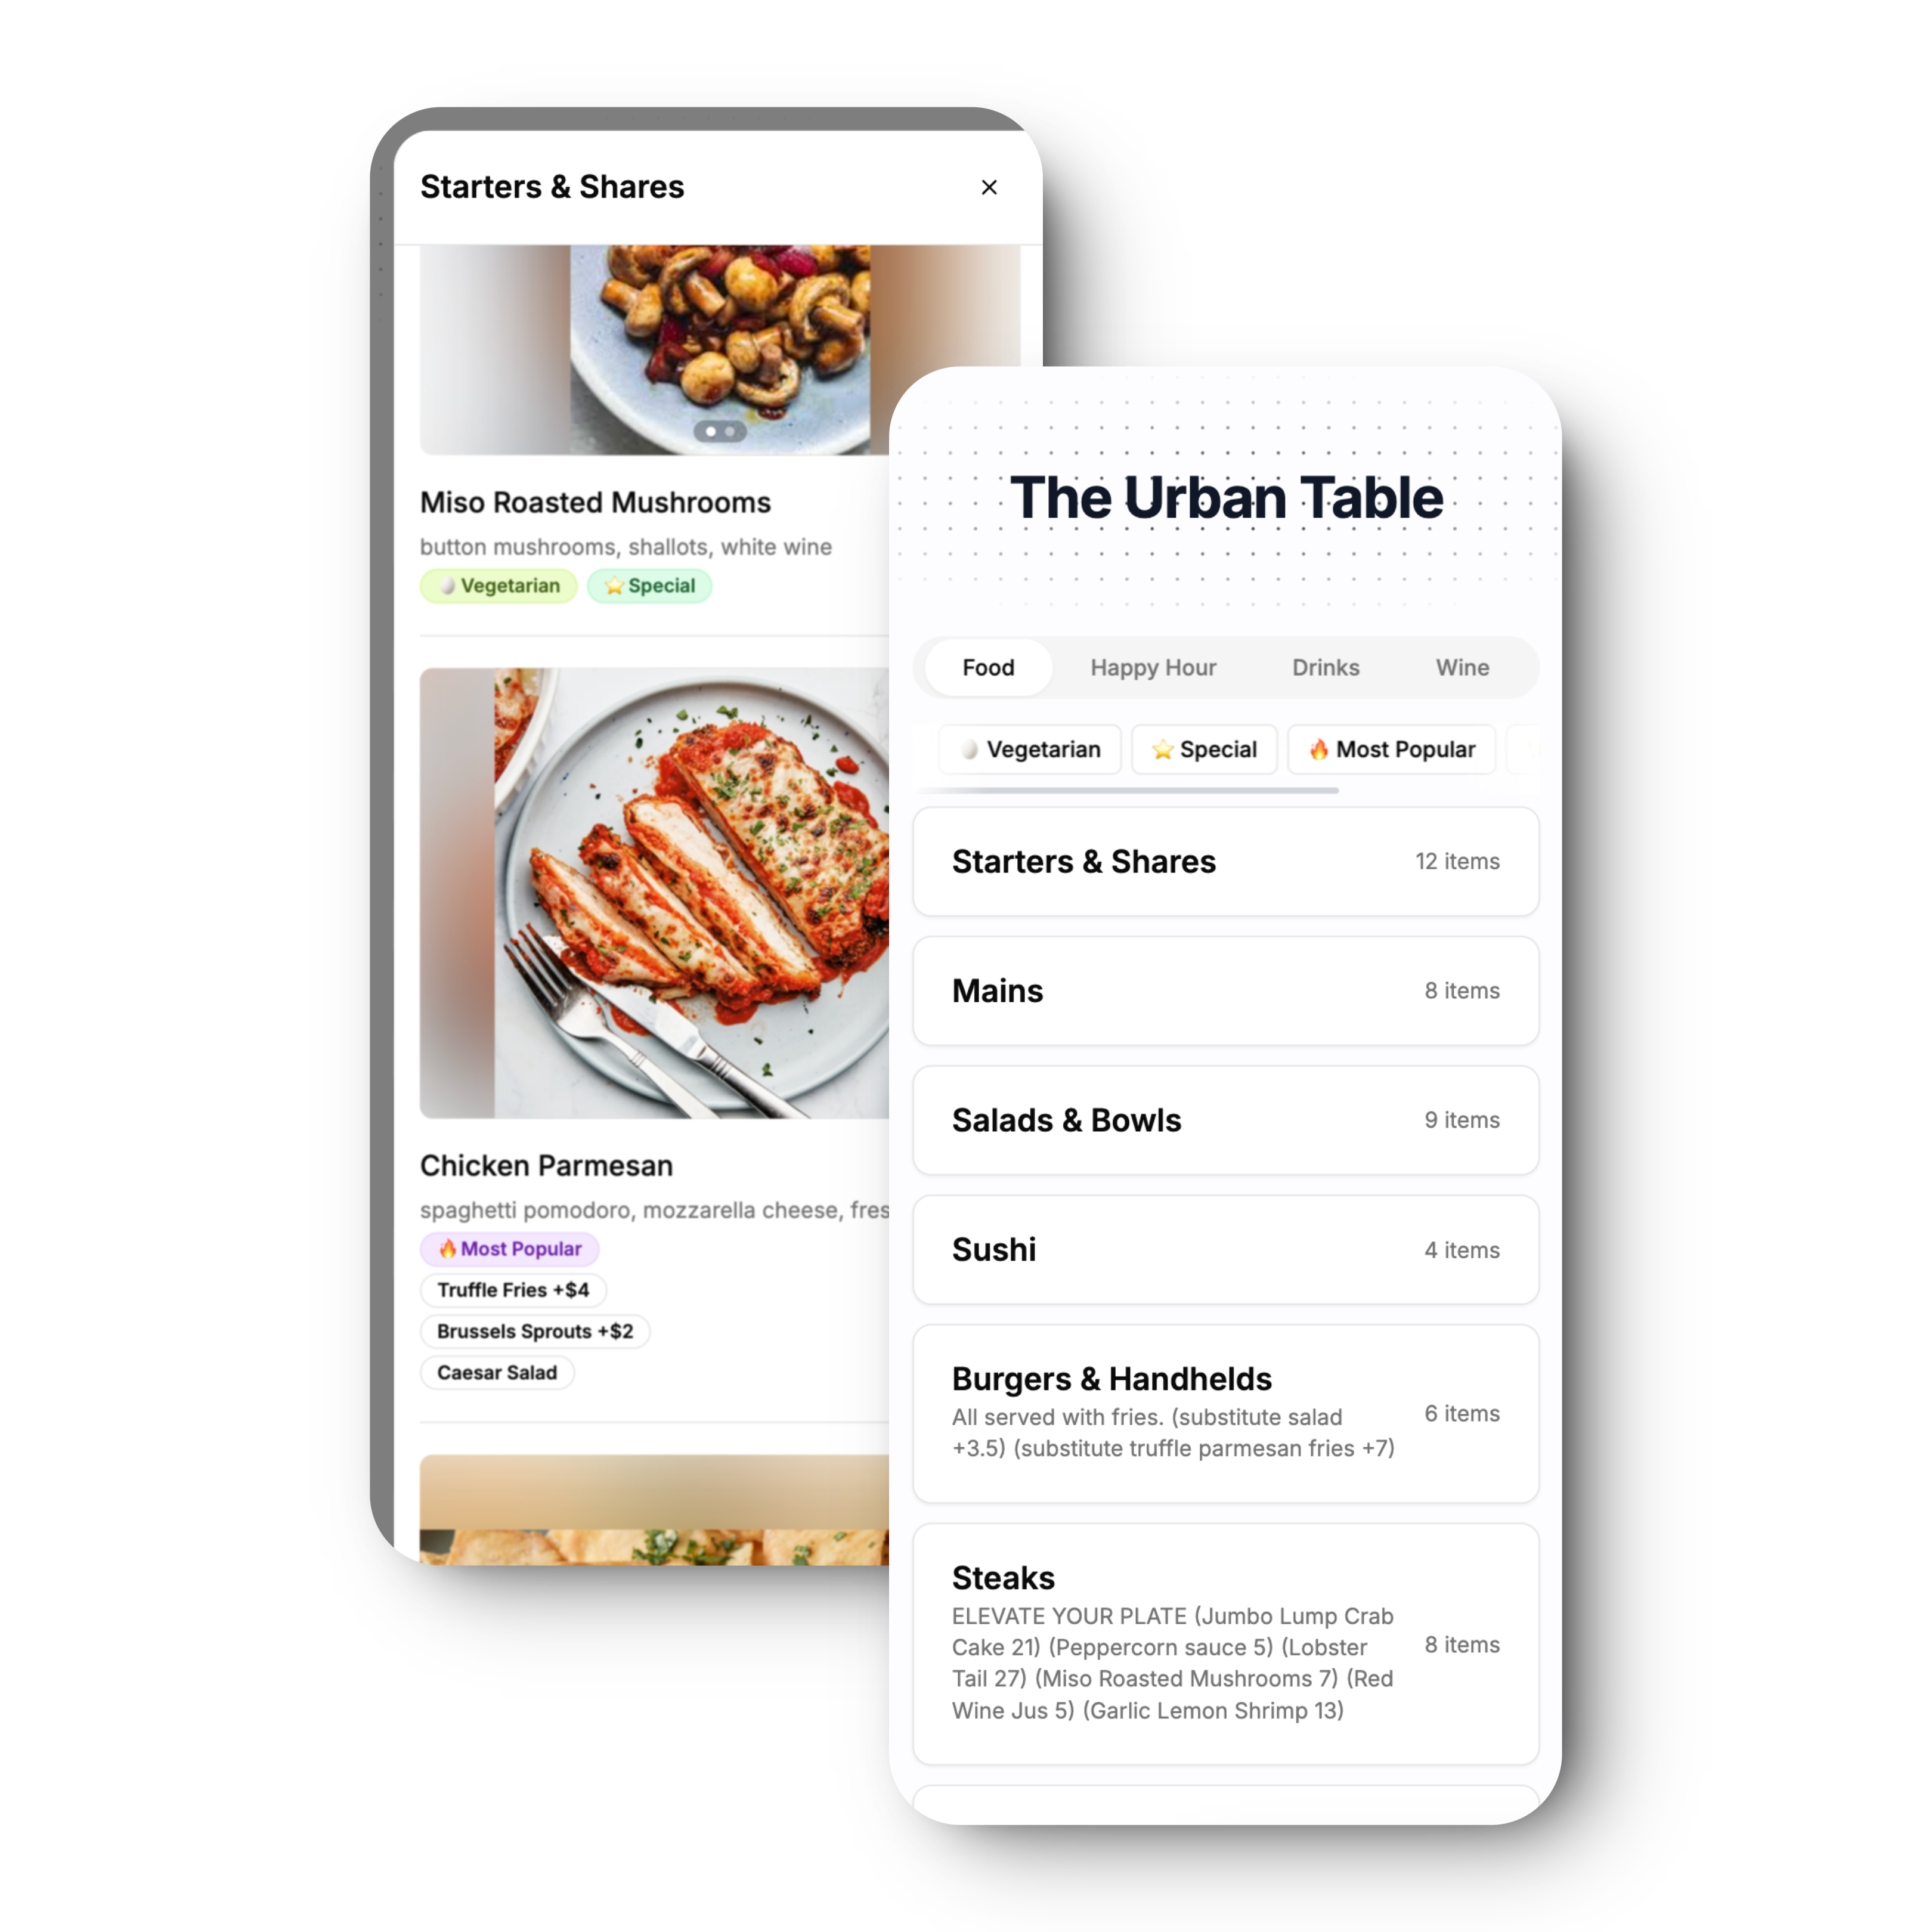 Starters & Shares
Miso Roasted Mushrooms
button mushrooms, shallots, white wine
Vegetarian
Special
Chicken Parmesan
spaghetti pomodoro, mozzarella cheese, fres
Most Popular
Truffle Fries +$4
Brussels Sprouts +$2
Caesar Salad
The Urban Table
Food
Happy Hour
Drinks
Wine
Vegetarian
Special
Most Popular
Starters & Shares
12 items
Mains
8 items
Salads & Bowls
9 items
Sushi
4 items
Burgers & Handhelds
All served with fries. (substitute salad
+3.5) (substitute truffle parmesan fries +7)
6 items
Steaks
ELEVATE YOUR PLATE (Jumbo Lump Crab
Cake 21) (Peppercorn sauce 5) (Lobster
Tail 27) (Miso Roasted Mushrooms 7) (Red
Wine Jus 5) (Garlic Lemon Shrimp 13)
8 items